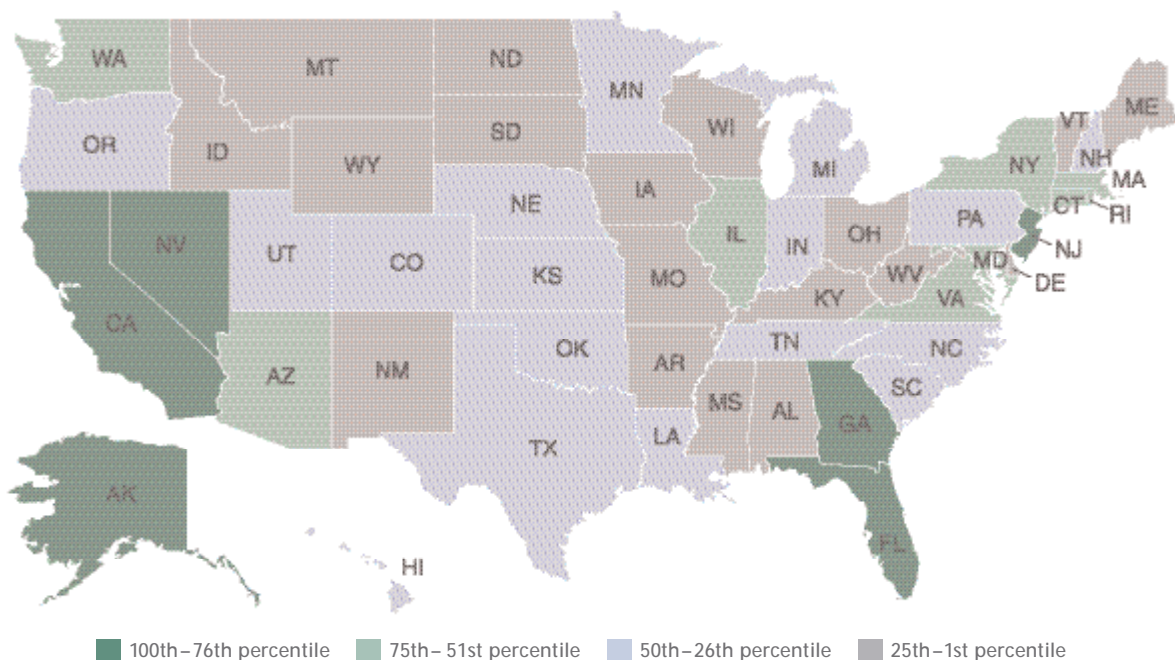 WA
MT
ND
MN
OR
ID
WY
SD
WI
MI
VT
ME
NH
NY
MA
CT
RI
NV
UT
CO
NE
IA
IL
IN
OH
PA
NJ
CA
KS
MO
KY
WV
MD
DE
VA
AZ
NM
OK
AR
TN
NC
SC
TX
LA
MS
AL
GA
AK
HI
FL
100th–76th percentile
75th–51st percentile
50th–26th percentile
25th–1st percentile